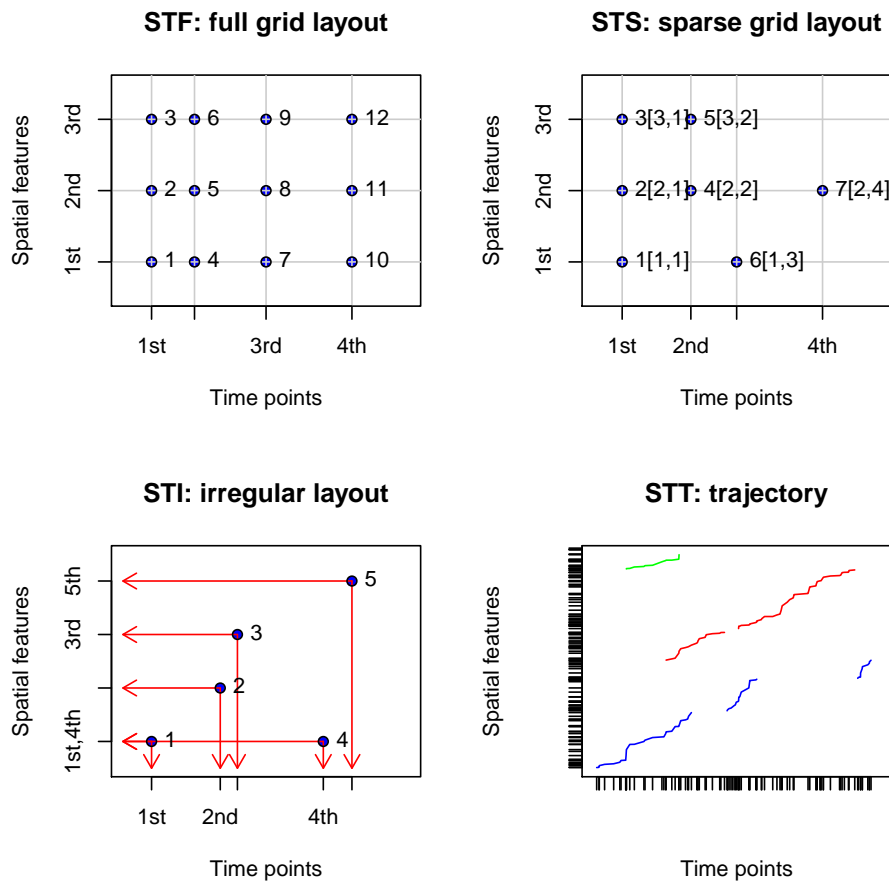 STF: full grid layout
Spatial features
3rd
2nd
1st
3 6 9 12
2 5 8 11
1 4 7 10
1st 3rd 4th
Time points
STS: sparse grid layout
Spatial features
3rd
2nd
1st
3[3,1] 5[3,2]
2[2,1] 4[2,2] 7[2,4]
1[1,1] 6[1,3]
1st 2nd 4th
Time points
STI: irregular layout
Spatial features
5th
3rd
1st,4th
5
3
2
1 4
1st 2nd 4th
Time points
STT: trajectory
Spatial features
Time points